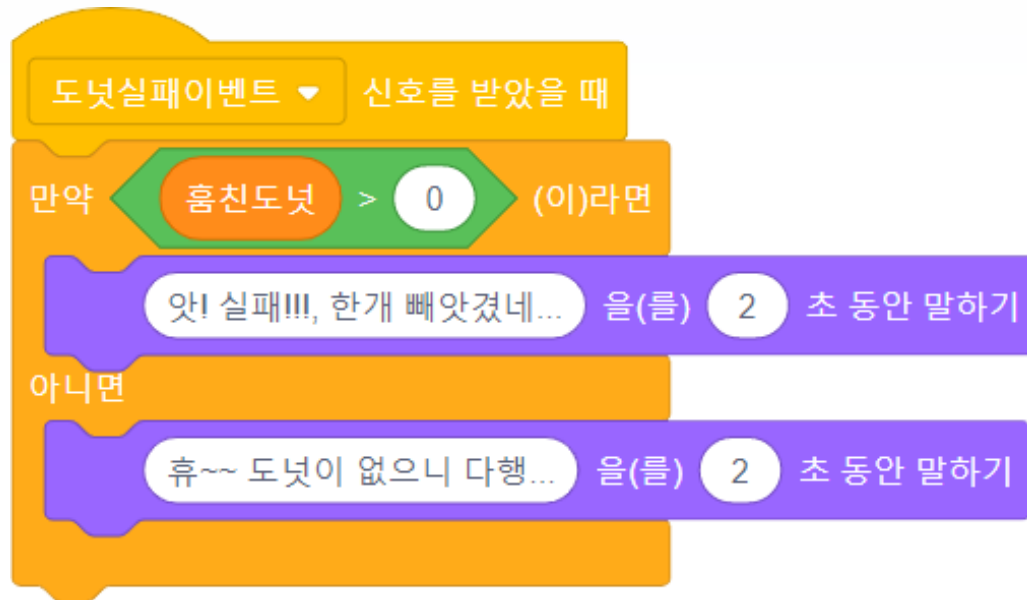 도넛실패이벤트 신호를 받았을 때
만약 훔친도넛 > 0 (이)라면
앗! 실패!!!, 한개 빼앗겼네... 을(를) 2 초 동안 말하기
아니면
휴~~ 도넛이 없으니 다행... 을(를) 2 초 동안 말하기